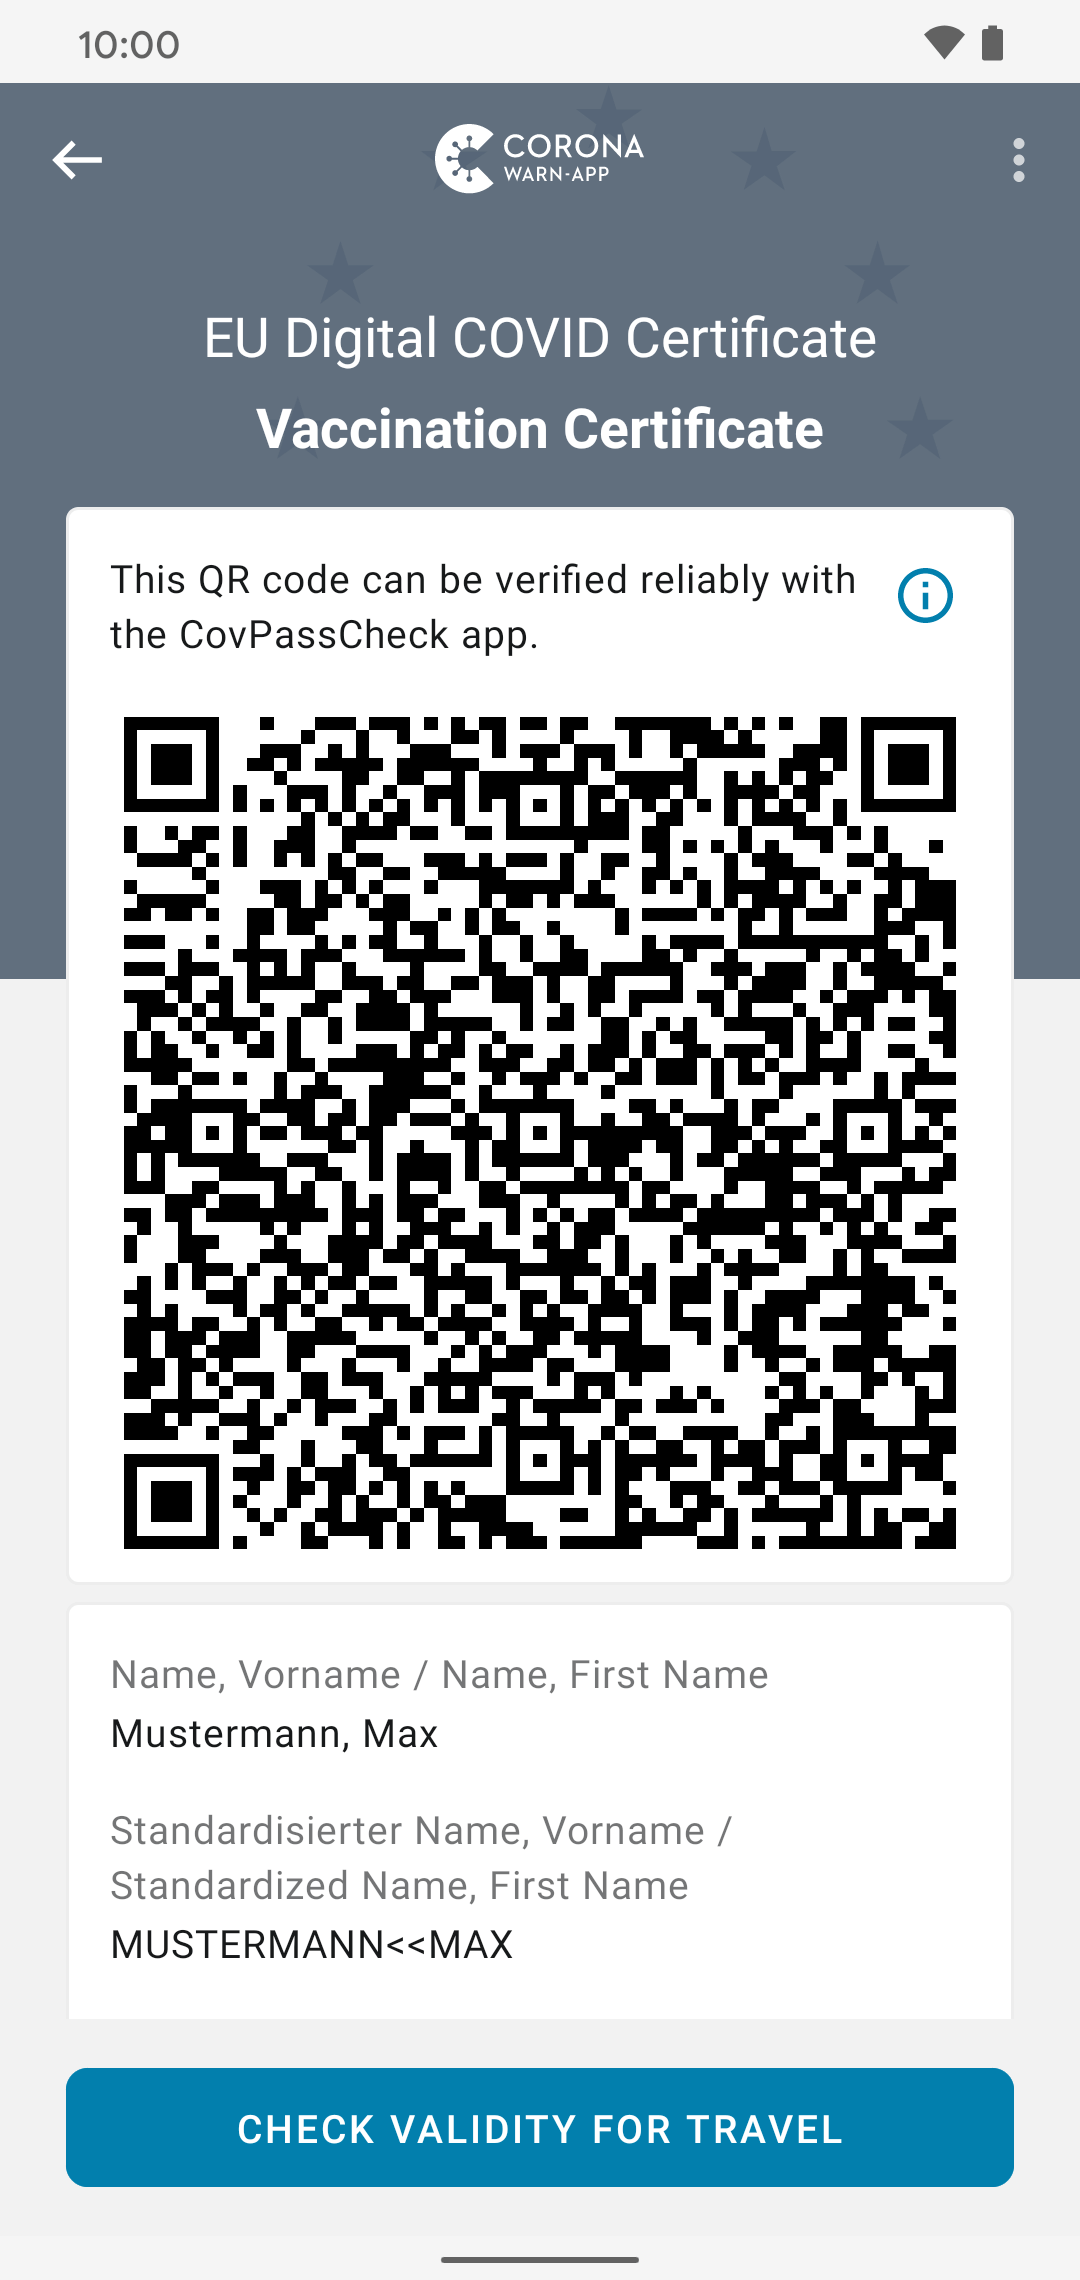 10:00
CORONA
WARN-APP
EU Digital COVID Certificate
Vaccination Certificate
This QR code can be verified reliably with
the CovPassCheck app.
Name, Vorname / Name, First Name
Mustermann, Max
Standardisierter Name, Vorname /
Standardized Name, First Name
MUSTERMANN<<MAX
CHECK VALIDITY FOR TRAVEL